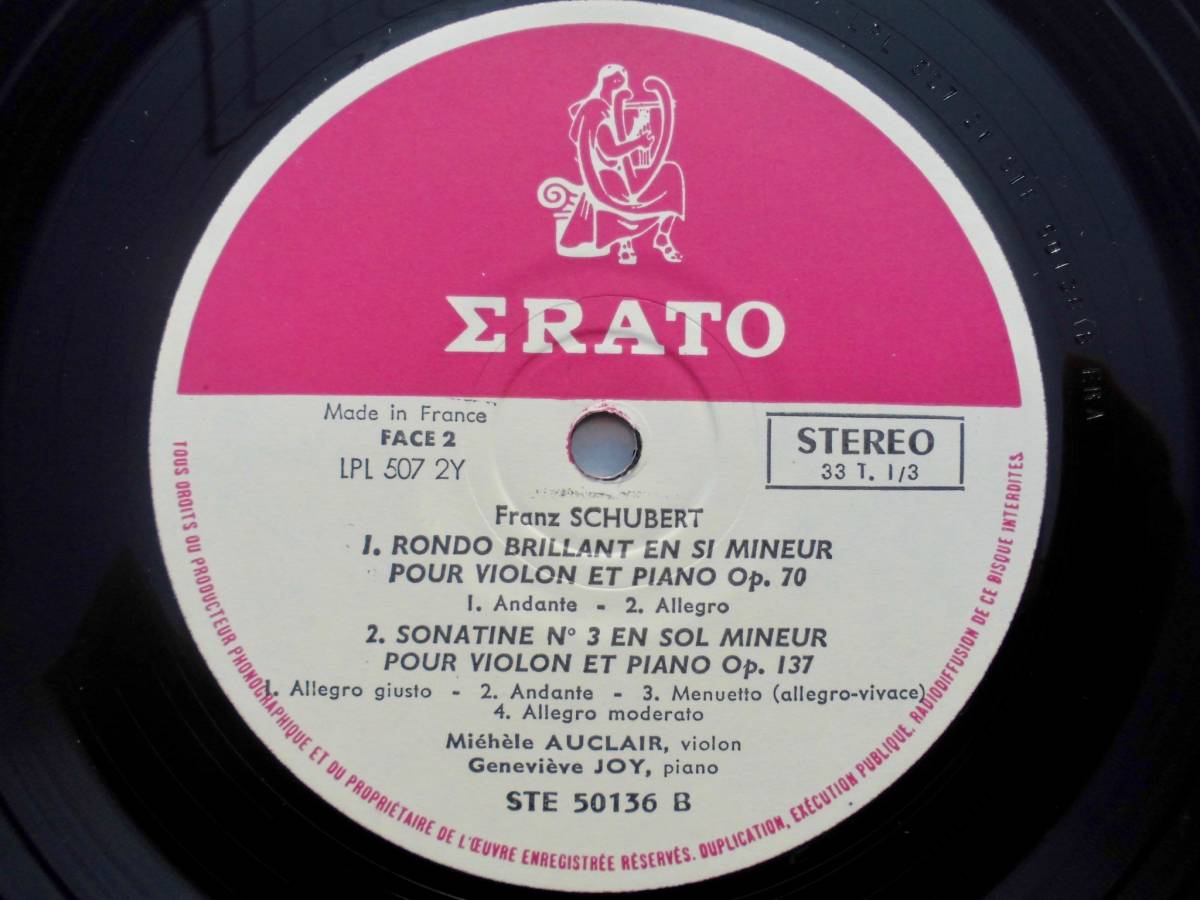 ΣRATO
Made in France
FACE 2
LPL 507 2Y
STEREO
33 T. 1/3
Franz SCHUBERT
1. RONDO BRILLANT EN SI MINEUR
POUR VIOLON ET PIANO Op. 70
1. Andante - 2. Allegro
2. SONATINE N° 3 EN SOL MINEUR
POUR VIOLON ET PIANO Op. 137
1. Allegro giusto - 2. Andante - 3. Menuetto (allegro-vivace)
4. Allegro moderato
Miéhèle AUCLAIR, violon
Geneviève JOY, piano
STE 50136 B
TOUS DROITS DU PRODUCTEUR PHONOGRAPHIQUE ET DU PROPRIÉTAIRE DE L'ŒUVRE ENREGISTRÉE RÉSERVÉS. DUPLICATION, EXÉCUTION PUBLIQUE, RADIODIFFUSION DE CE DISQUE INTERDITES